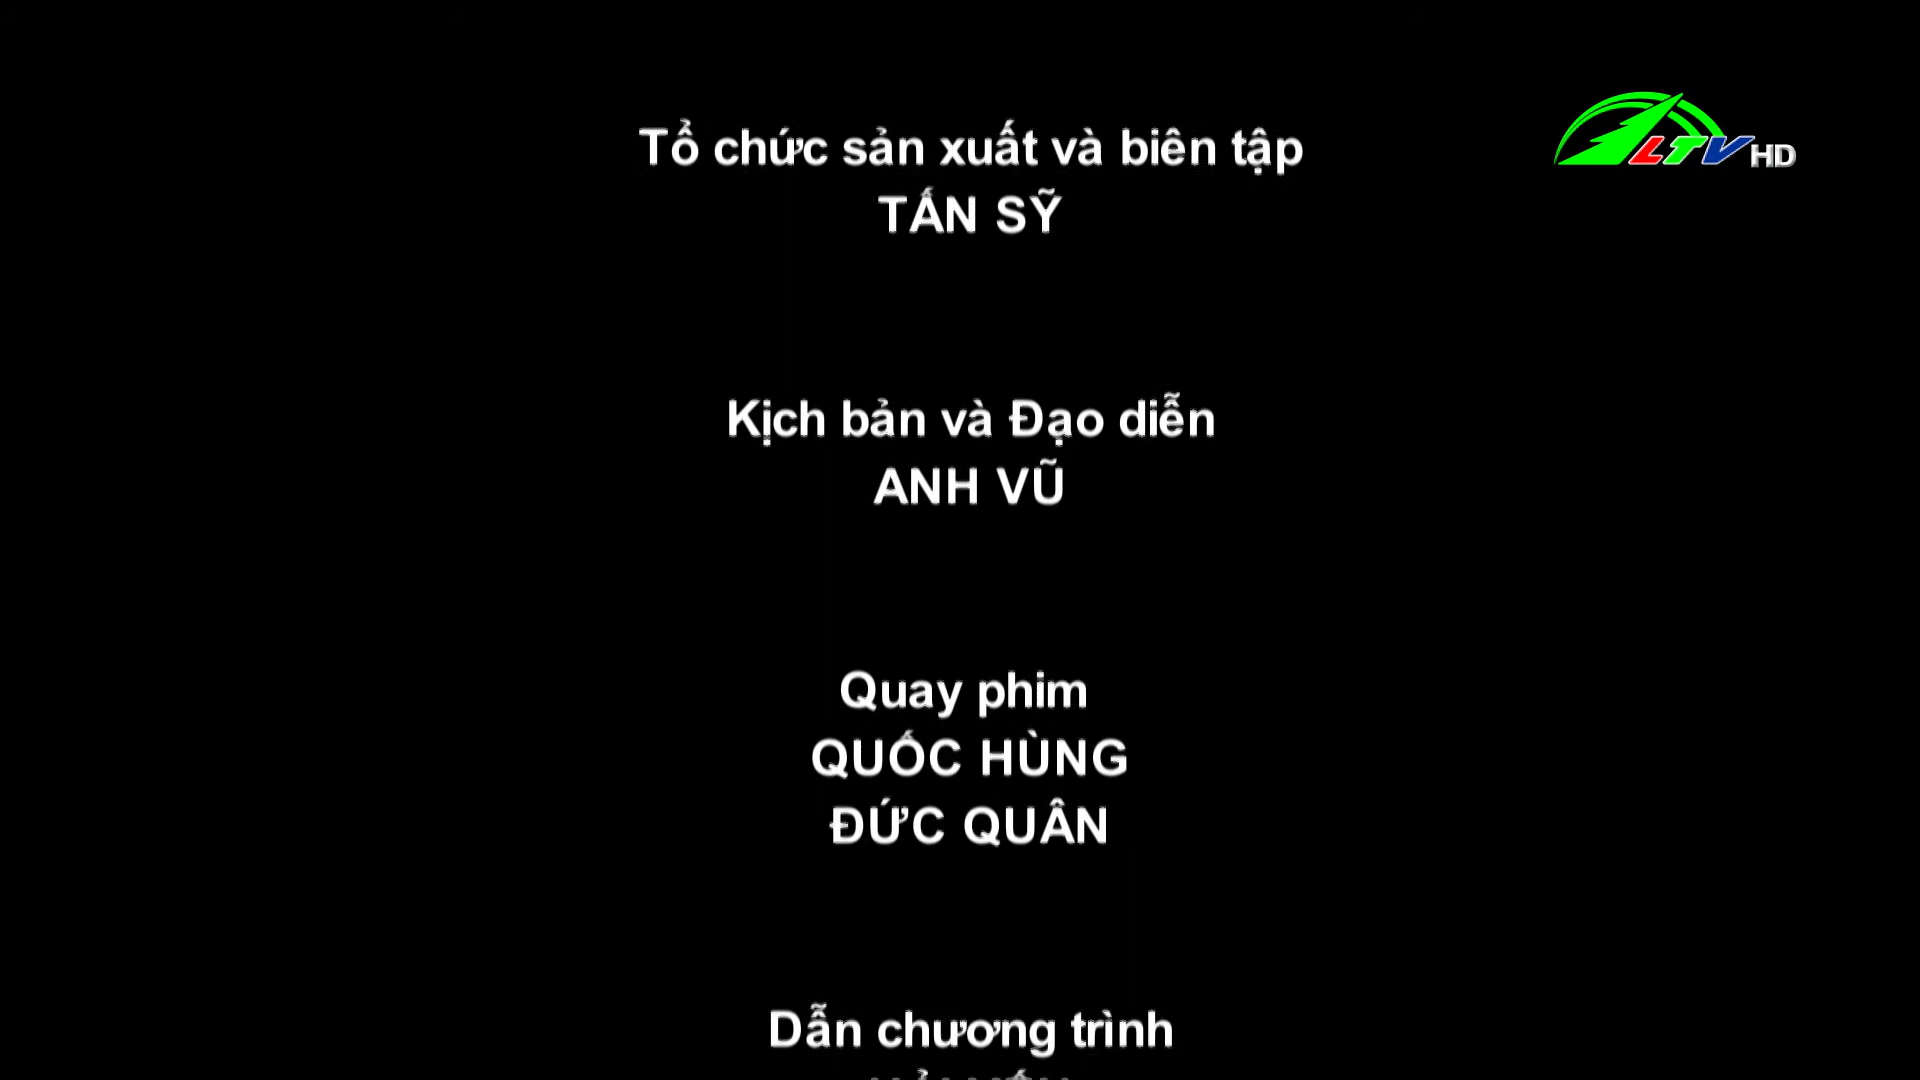 LTV HD
Tổ chức sản xuất và biên tập
TẤN SỸ
Kịch bản và Đạo diễn
ANH VŨ
Quay phim
QUỐC HÙNG
ĐỨC QUÂN
Dẫn chương trình